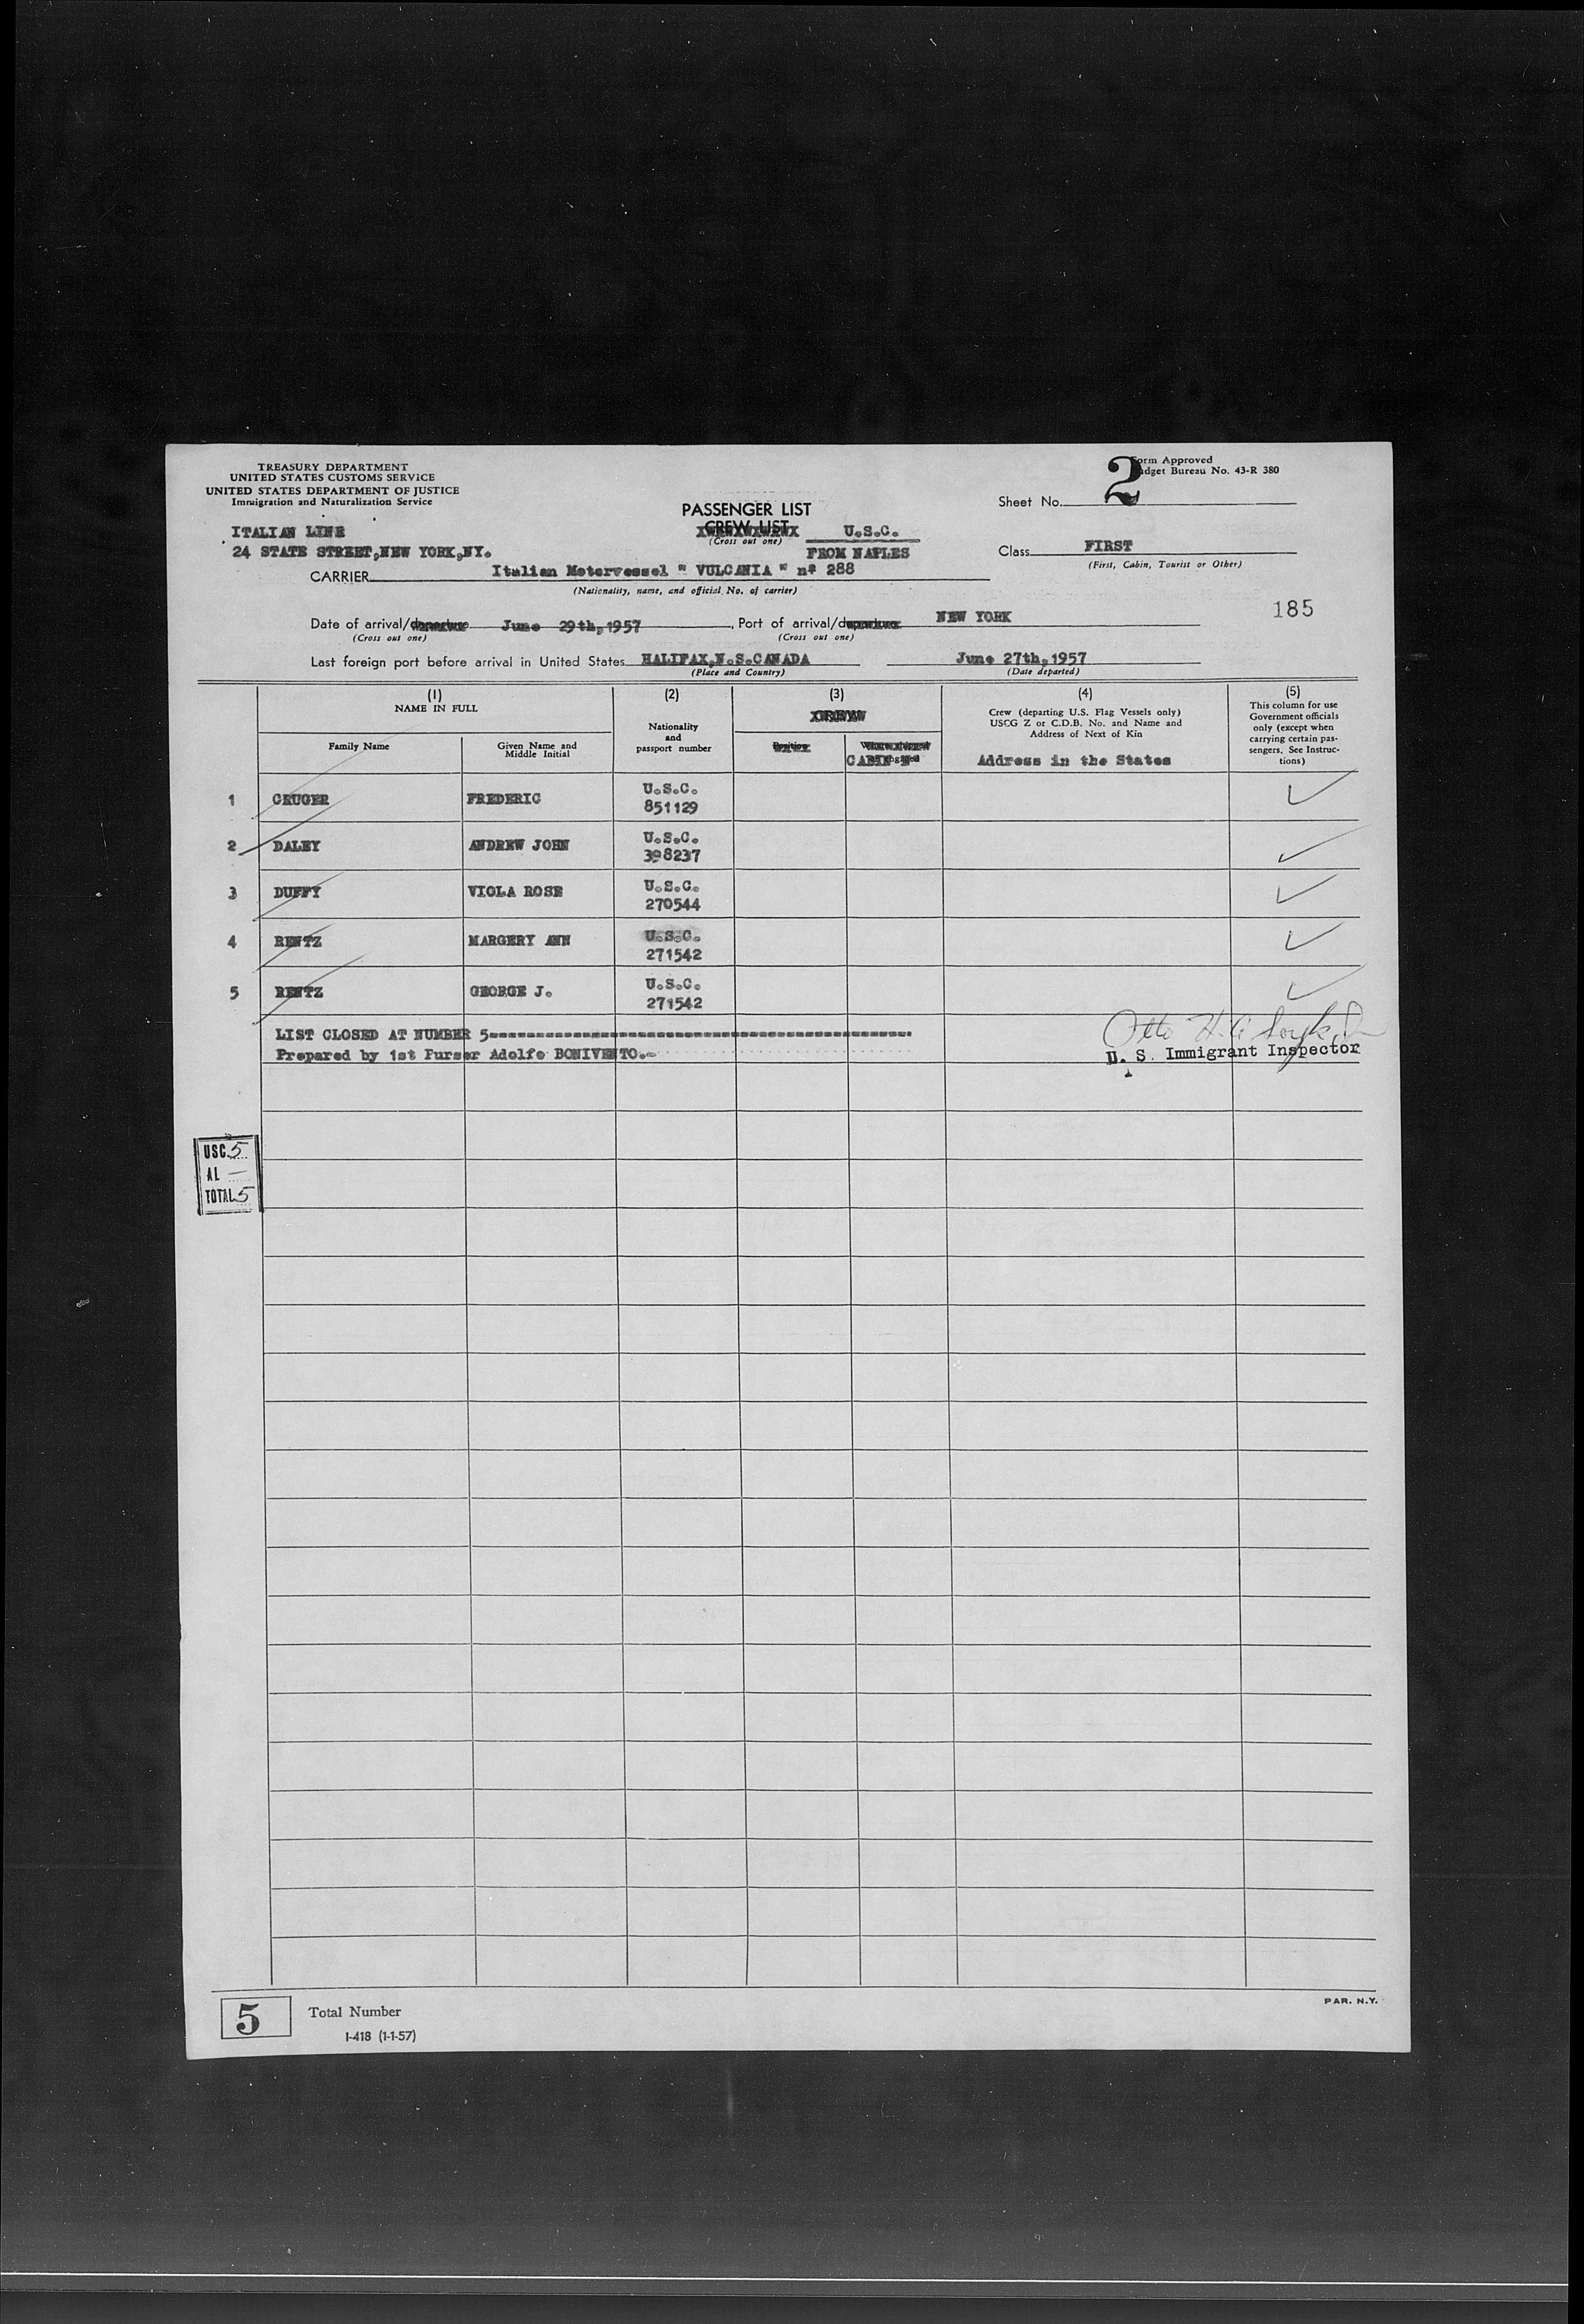 TREASURY DEPARTMENT
UNITED STATES CUSTOMS SERVICE
UNITED STATES DEPARTMENT OF JUSTICE
Immigration and Naturalization Service
Form Approved
Budget Bureau No. 43-R 380
Sheet No. 2
PASSENGER LIST
CREW LIST
(Cross out one)
U.S.C.
FROM NAPLES
ITALIAN LINE
24 STATE STREET,NEW YORK,NY.
Class FIRST
(First, Cabin, Tourist or Other)
CARRIER Italian Motorvessel " VULCANIA " nº 288
(Nationality, name, and official No. of carrier)
185
Date of arrival/departure June 29th,1957, Port of arrival/departure NEW YORK
(Cross out one) (Cross out one)
Last foreign port before arrival in United States HALIFAX,N.S.CANADA June 27th,1957
(Place and Country) (Date departed)
(1) (2) (3) (4) (5)
NAME IN FULL
Family Name
Given Name and
Middle Initial
Nationality
and
passport number
CREW
Position
CABIN N°
Crew (departing U.S. Flag Vessels only)
USCG Z or C.D.B. No. and Name and
Address of Next of Kin
Address in the States
This column for use
Government officials
only (except when
carrying certain pas-
sengers. See Instruc-
tions)
1 CRUGER FREDERIC U.S.C.
851129
2 DALEY ANDREW JOHN U.S.C.
398237
3 DUFFY VIOLA ROSE U.S.C.
270544
4 RENTZ MARGERY ANN U.S.C.
271542
5 RENTZ GEORGE J. U.S.C.
271542
LIST CLOSED AT NUMBER 5
Prepared by 1st Purser Adolfo BONIVENTO.-
Otto H.
U. S. Immigrant Inspector
USC 5
AL —
TOTAL 5
5 Total Number
I-418 (1-1-57)
PAR. N.Y.